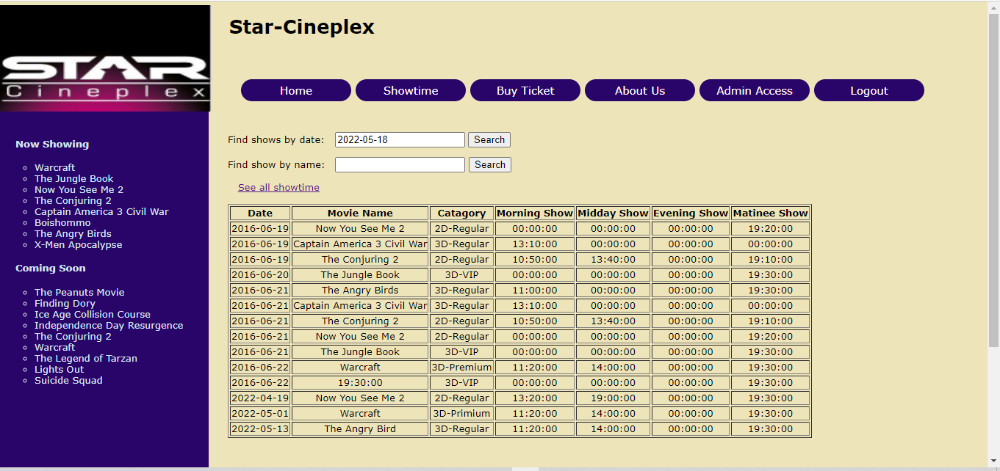 STAR
Cineplex
Star-Cineplex
Home Showtime Buy Ticket About Us Admin Access Logout
Now Showing
Warcraft
The Jungle Book
Now You See Me 2
The Conjuring 2
Captain America 3 Civil War
Boishommo
The Angry Birds
X-Men Apocalypse
Coming Soon
The Peanuts Movie
Finding Dory
Ice Age Collision Course
Independence Day Resurgence
The Conjuring 2
Warcraft
The Legend of Tarzan
Lights Out
Suicide Squad
Find shows by date: 2022-05-18 Search
Find show by name: Search
See all showtime
Date Movie Name Catagory Morning Show Midday Show Evening Show Matinee Show
2016-06-19 Now You See Me 2 2D-Regular 00:00:00 00:00:00 00:00:00 19:20:00
2016-06-19 Captain America 3 Civil War 3D-Regular 13:10:00 00:00:00 00:00:00 00:00:00
2016-06-19 The Conjuring 2 2D-Regular 10:50:00 13:40:00 00:00:00 19:10:00
2016-06-20 The Jungle Book 3D-VIP 00:00:00 00:00:00 00:00:00 19:30:00
2016-06-21 The Angry Birds 3D-Regular 11:00:00 00:00:00 00:00:00 19:30:00
2016-06-21 Captain America 3 Civil War 3D-Regular 13:10:00 00:00:00 00:00:00 00:00:00
2016-06-21 The Conjuring 2 2D-Regular 10:50:00 13:40:00 00:00:00 19:10:00
2016-06-21 Now You See Me 2 2D-Regular 00:00:00 00:00:00 00:00:00 19:20:00
2016-06-21 The Jungle Book 3D-VIP 00:00:00 00:00:00 00:00:00 19:30:00
2016-06-22 Warcraft 3D-Premium 11:20:00 14:00:00 00:00:00 19:30:00
2016-06-22 19:30:00 3D-VIP 00:00:00 00:00:00 00:00:00 19:30:00
2022-04-19 Now You See Me 2 2D-Regular 13:20:00 19:00:00 00:00:00 19:30:00
2022-05-01 Warcraft 3D-Primium 11:20:00 14:00:00 00:00:00 19:30:00
2022-05-13 The Angry Bird 3D-Regular 11:20:00 14:00:00 00:00:00 19:30:00